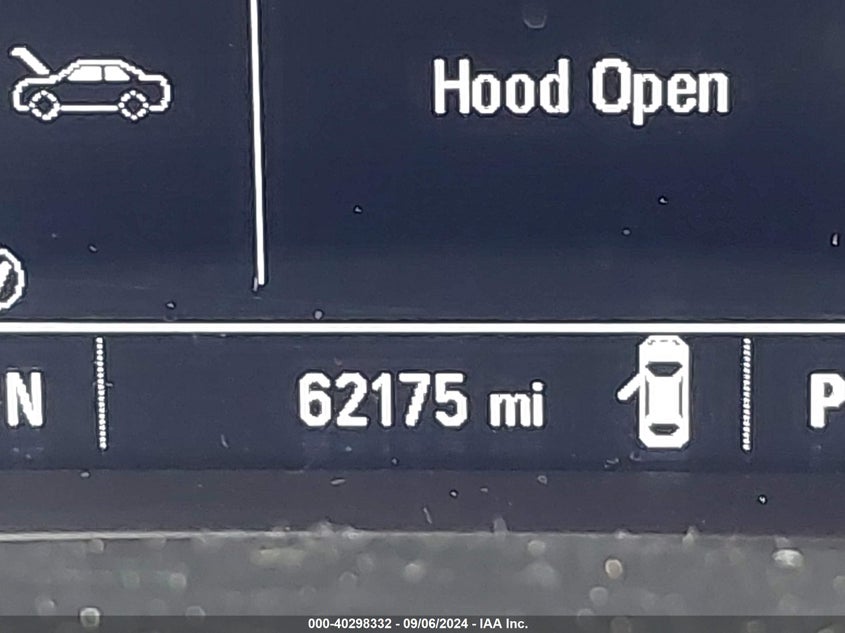 Hood Open
N
62175 mi
P
000-40298332 - 09/06/2024 - IAA Inc.